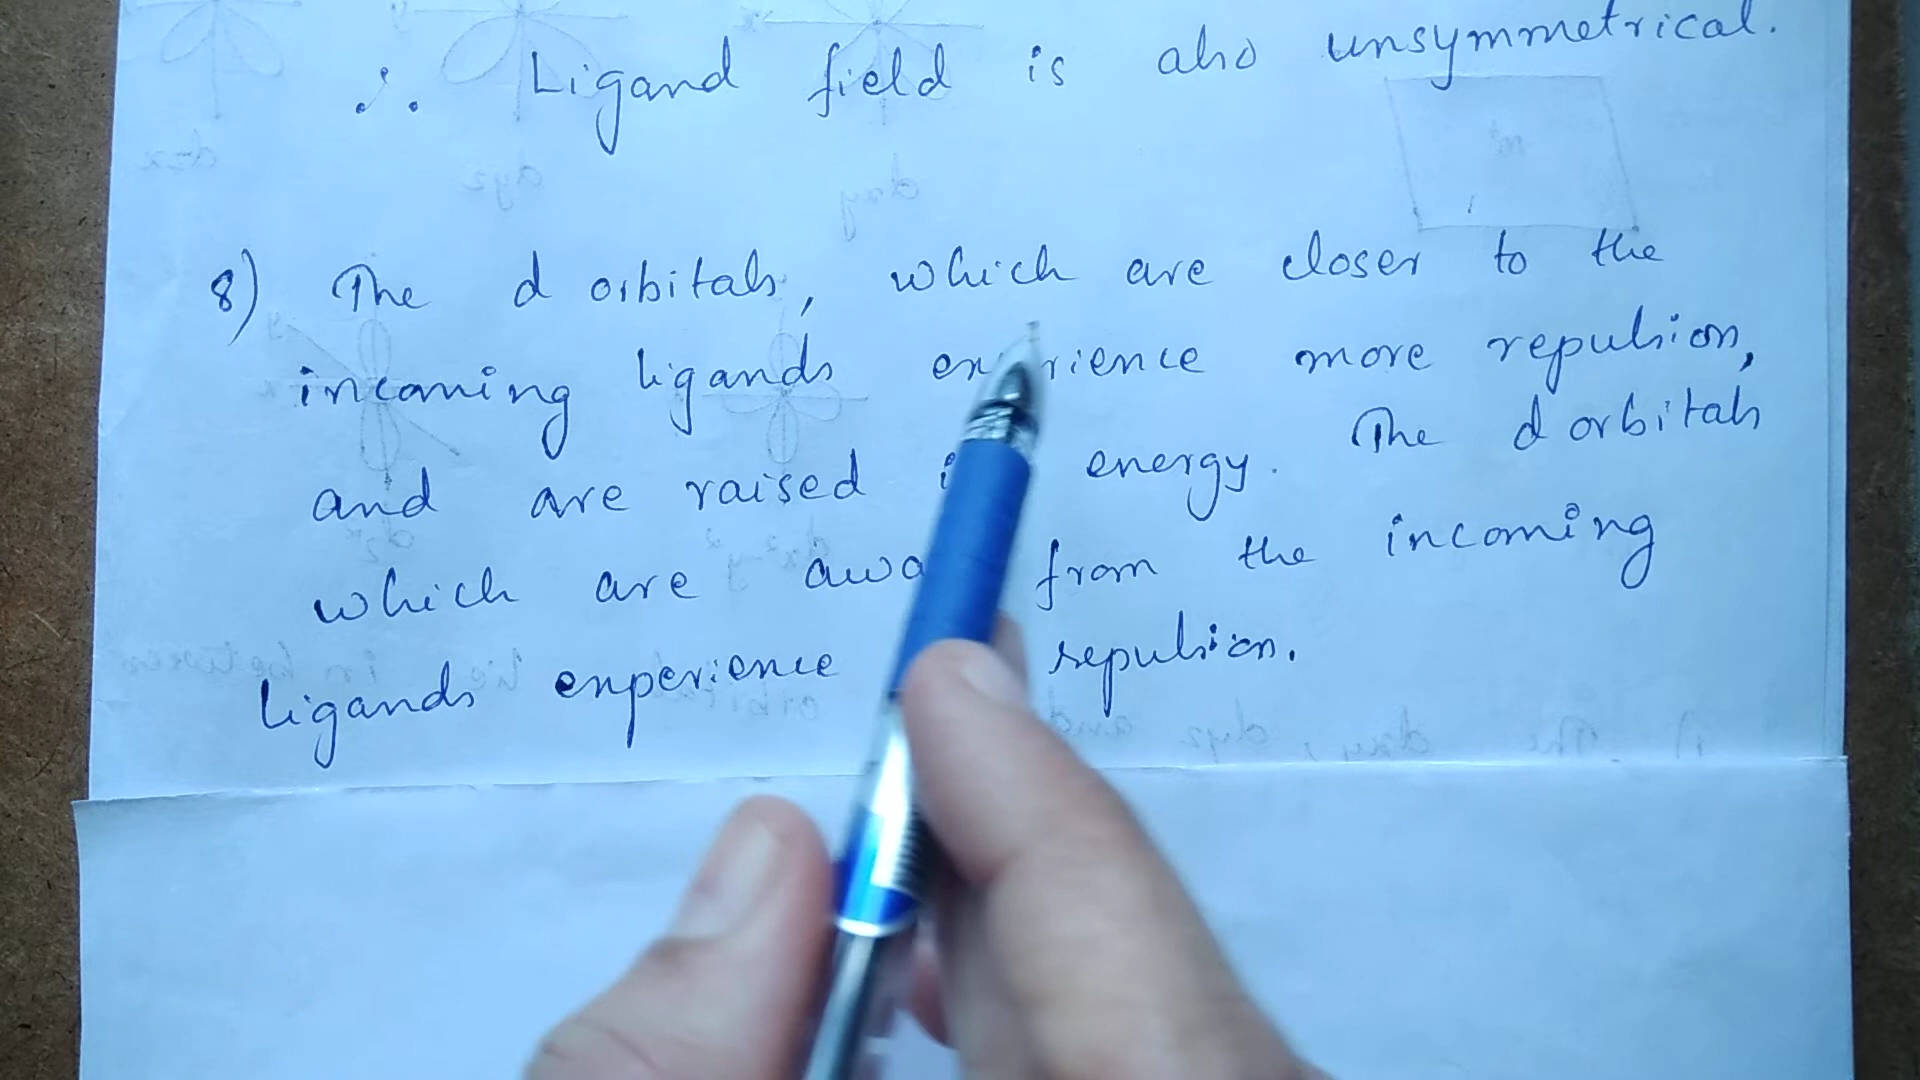 ∴ Ligand field is also unsymmetrical.
8) The d orbitals, which are closer to the
incoming ligands experience more repulsion,
and are raised energy. The d orbitals
which are from the incoming
ligands experience repulsion.